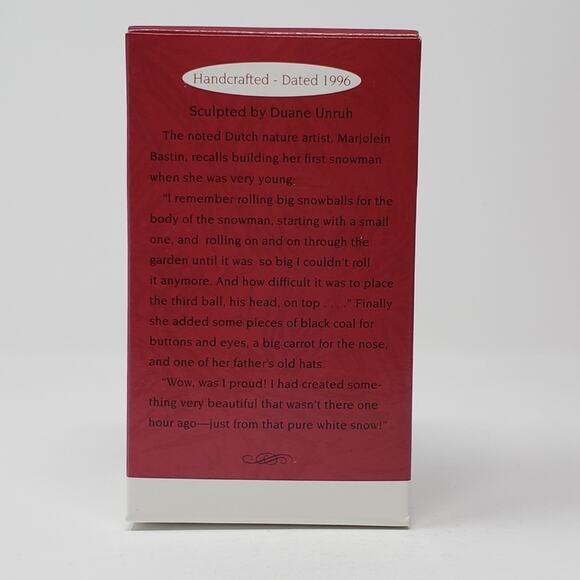 Handcrafted - Dated 1996
Sculpted by Duane Unruh
The noted Dutch nature artist, Marjolein
Bastin, recalls building her first snowman
when she was very young:
"I remember rolling big snowballs for the
body of the snowman, starting with a small
one, and rolling on and on through the
garden until it was so big I couldn't roll
it anymore. And how difficult it was to place
the third ball, his head, on top . . . ." Finally
she added some pieces of black coal for
buttons and eyes, a big carrot for the nose,
and one of her father's old hats.
"Wow, was I proud! I had created some-
thing very beautiful that wasn't there one
hour ago—just from that pure white snow!"